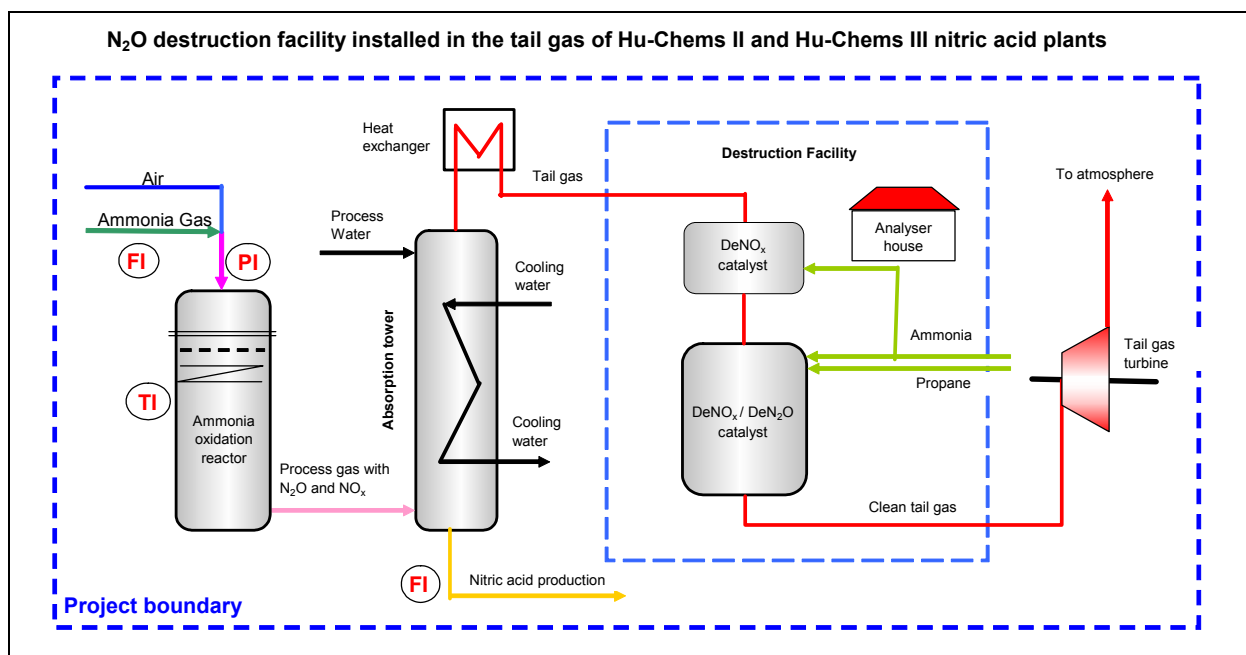 N₂O destruction facility installed in the tail gas of Hu-Chems II and Hu-Chems III nitric acid plants
Heat
exchanger
Destruction Facility
Air
Tail gas
To atmosphere
Ammonia Gas
Process
Water
Analyser
house
DeNOₓ
catalyst
FI
PI
Cooling
water
Absorption tower
Ammonia
Tail gas
turbine
Propane
TI
Ammonia
oxidation
reactor
DeNOₓ / DeN₂O
catalyst
Cooling
water
Process gas with
N₂O and NOₓ
Clean tail gas
FI
Nitric acid production
Project boundary